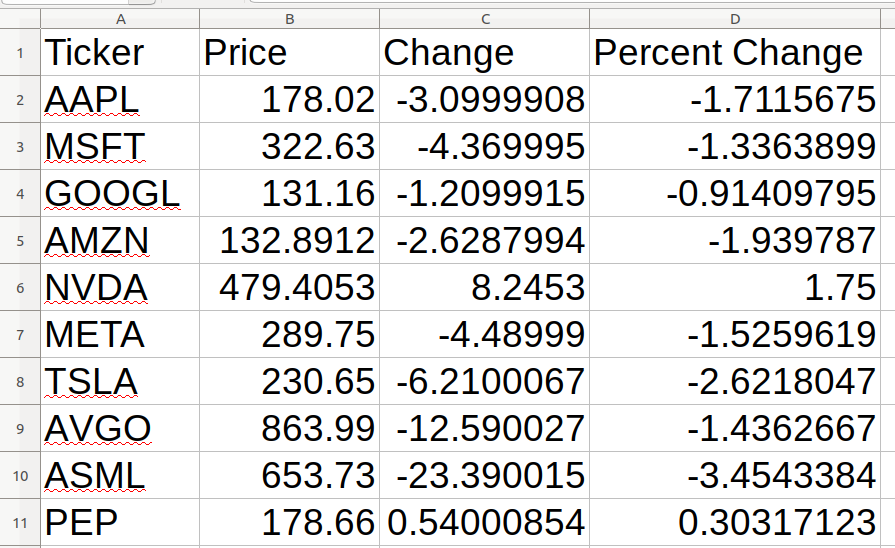 A B C D
1 Ticker Price Change Percent Change
2 AAPL 178.02 -3.0999908 -1.7115675
3 MSFT 322.63 -4.369995 -1.3363899
4 GOOGL 131.16 -1.2099915 -0.91409795
5 AMZN 132.8912 -2.6287994 -1.939787
6 NVDA 479.4053 8.2453 1.75
7 META 289.75 -4.48999 -1.5259619
8 TSLA 230.65 -6.2100067 -2.6218047
9 AVGO 863.99 -12.590027 -1.4362667
10 ASML 653.73 -23.390015 -3.4543384
11 PEP 178.66 0.54000854 0.30317123